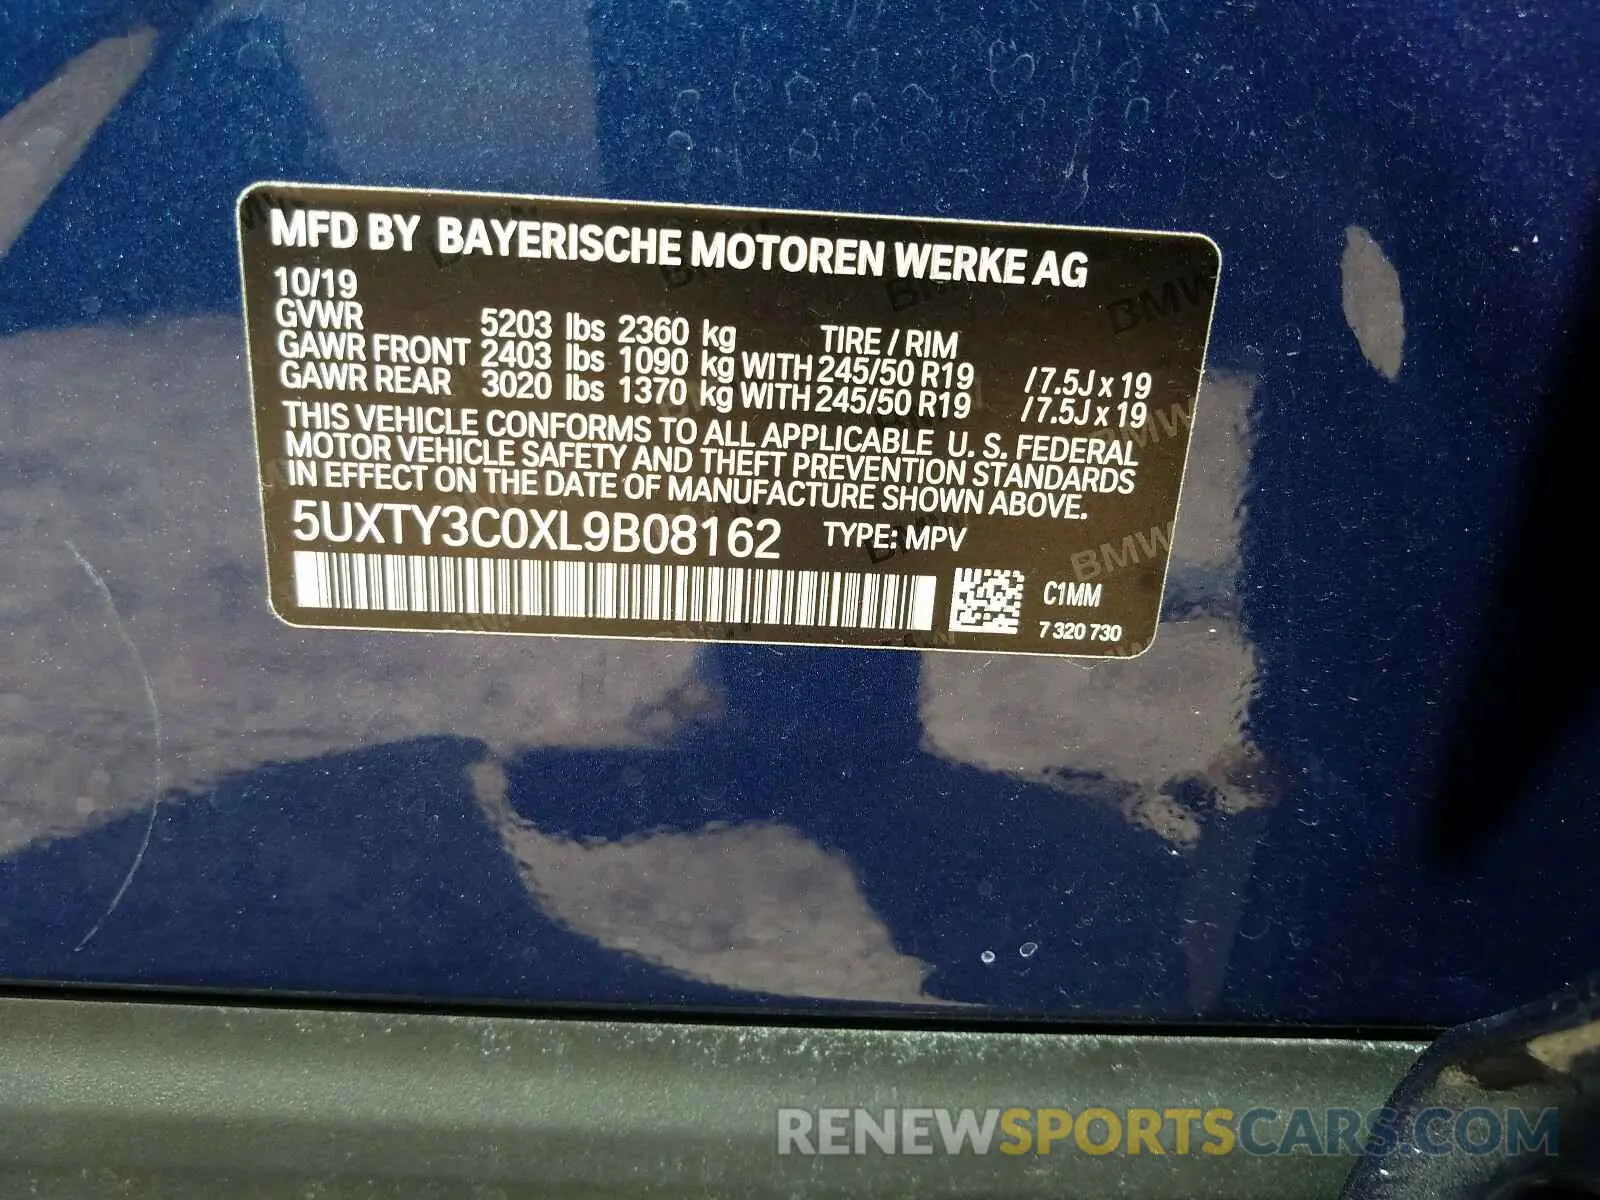 MFD BY BAYERISCHE MOTOREN WERKE AG
10/19
GVWR 5203 lbs 2360 kg TIRE / RIM
GAWR FRONT 2403 lbs 1090 kg WITH 245/50 R19 / 7.5J x 19
GAWR REAR 3020 lbs 1370 kg WITH 245/50 R19 / 7.5J x 19
THIS VEHICLE CONFORMS TO ALL APPLICABLE U. S. FEDERAL
MOTOR VEHICLE SAFETY AND THEFT PREVENTION STANDARDS
IN EFFECT ON THE DATE OF MANUFACTURE SHOWN ABOVE.
5UXTY3C0XL9B08162 TYPE: MPV
C1MM
7 320 730
BMW
BMW
BMW
RENEWSPORTSCARS.COM